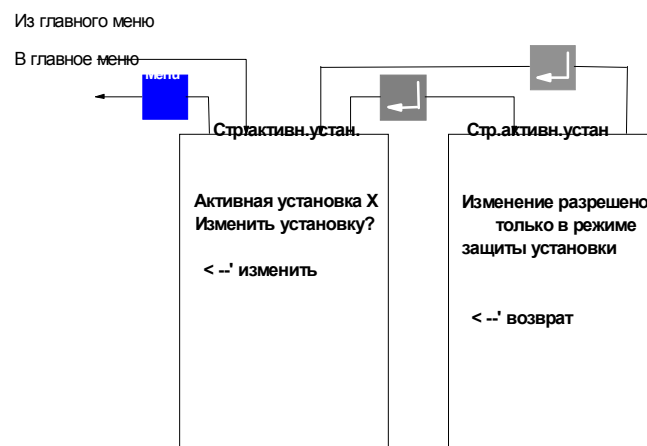 Из главного меню
В главное меню
Menu
Стр.активн.устан.
Стр.активн.устан
Активная установка X
Изменить установку?
< --' изменить
Изменение разрешено
только в режиме
защиты установки
< --' возврат